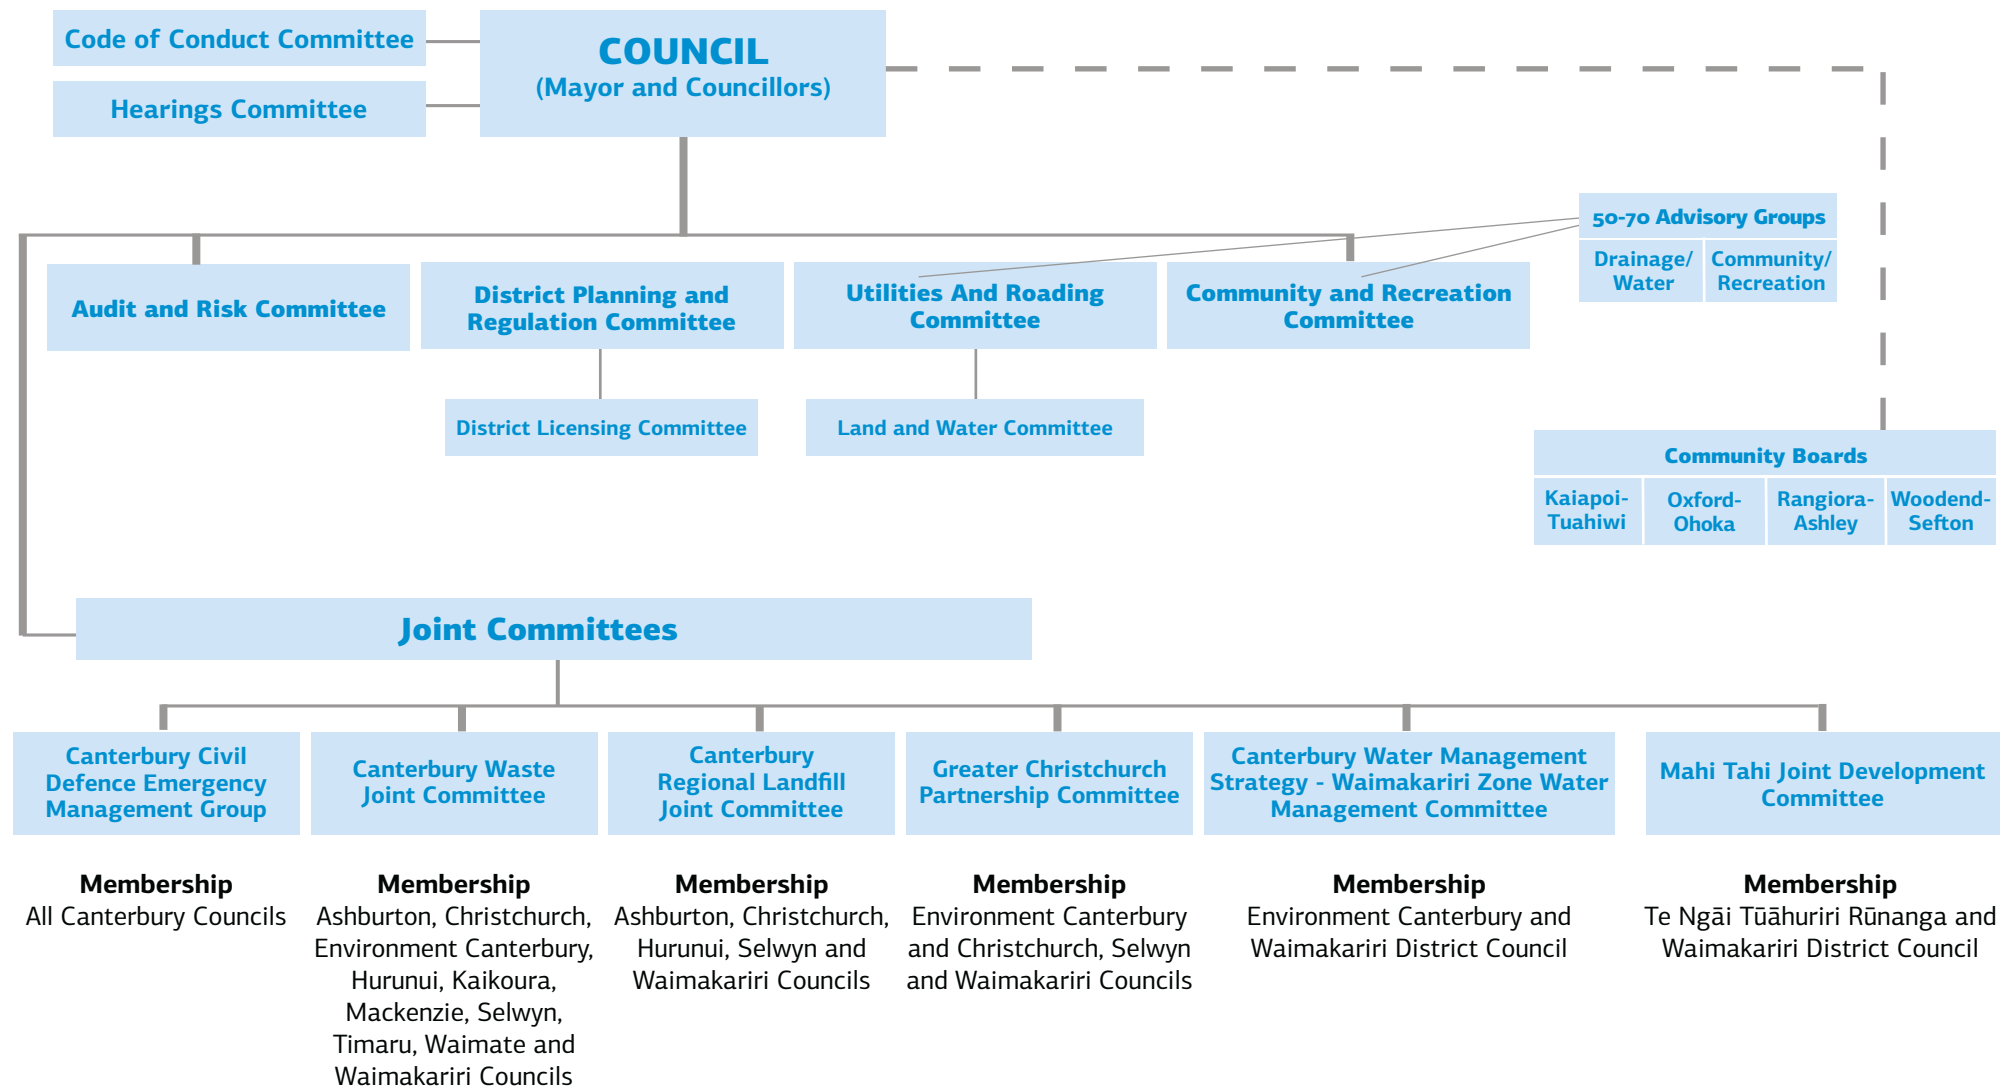 Code of Conduct Committee
Hearings Committee
COUNCIL
(Mayor and Councillors)
50-70 Advisory Groups
Drainage/
Water
Community/
Recreation
Audit and Risk Committee
District Planning and
Regulation Committee
Utilities And Roading
Committee
Community and Recreation
Committee
District Licensing Committee
Land and Water Committee
Community Boards
Kaiapoi-
Tuahiwi
Oxford-
Ohoka
Rangiora-
Ashley
Woodend-
Sefton
Joint Committees
Canterbury Civil
Defence Emergency
Management Group
Canterbury Waste
Joint Committee
Canterbury
Regional Landfill
Joint Committee
Greater Christchurch
Partnership Committee
Canterbury Water Management
Strategy - Waimakariri Zone Water
Management Committee
Mahi Tahi Joint Development
Committee
Membership
All Canterbury Councils
Membership
Ashburton, Christchurch,
Environment Canterbury,
Hurunui, Kaikoura,
Mackenzie, Selwyn,
Timaru, Waimate and
Waimakariri Councils
Membership
Ashburton, Christchurch,
Hurunui, Selwyn and
Waimakariri Councils
Membership
Environment Canterbury
and Christchurch, Selwyn
and Waimakariri Councils
Membership
Environment Canterbury and
Waimakariri District Council
Membership
Te Ngāi Tūāhuriri Rūnanga and
Waimakariri District Council